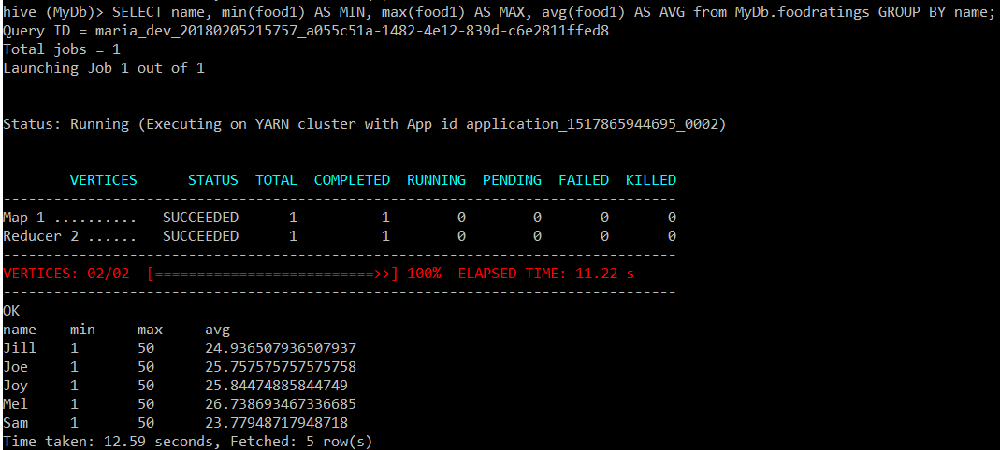 hive (MyDb)> SELECT name, min(food1) AS MIN, max(food1) AS MAX, avg(food1) AS AVG from MyDb.foodratings GROUP BY name;
Query ID = maria_dev_20180205215757_a055c51a-1482-4e12-839d-c6e2811ffed8
Total jobs = 1
Launching Job 1 out of 1
Status: Running (Executing on YARN cluster with App id application_1517865944695_0002)
--------------------------------------------------------------------------------
        VERTICES      STATUS  TOTAL  COMPLETED  RUNNING  PENDING  FAILED  KILLED
--------------------------------------------------------------------------------
Map 1 ..........   SUCCEEDED      1          1        0        0       0       0
Reducer 2 ......   SUCCEEDED      1          1        0        0       0       0
--------------------------------------------------------------------------------
VERTICES: 02/02  [==========================>>] 100%  ELAPSED TIME: 11.22 s
--------------------------------------------------------------------------------
OK
name    min     max     avg
Jill    1       50      24.936507936507937
Joe     1       50      25.757575757575758
Joy     1       50      25.84474885844749
Mel     1       50      26.738693467336685
Sam     1       50      23.77948717948718
Time taken: 12.59 seconds, Fetched: 5 row(s)